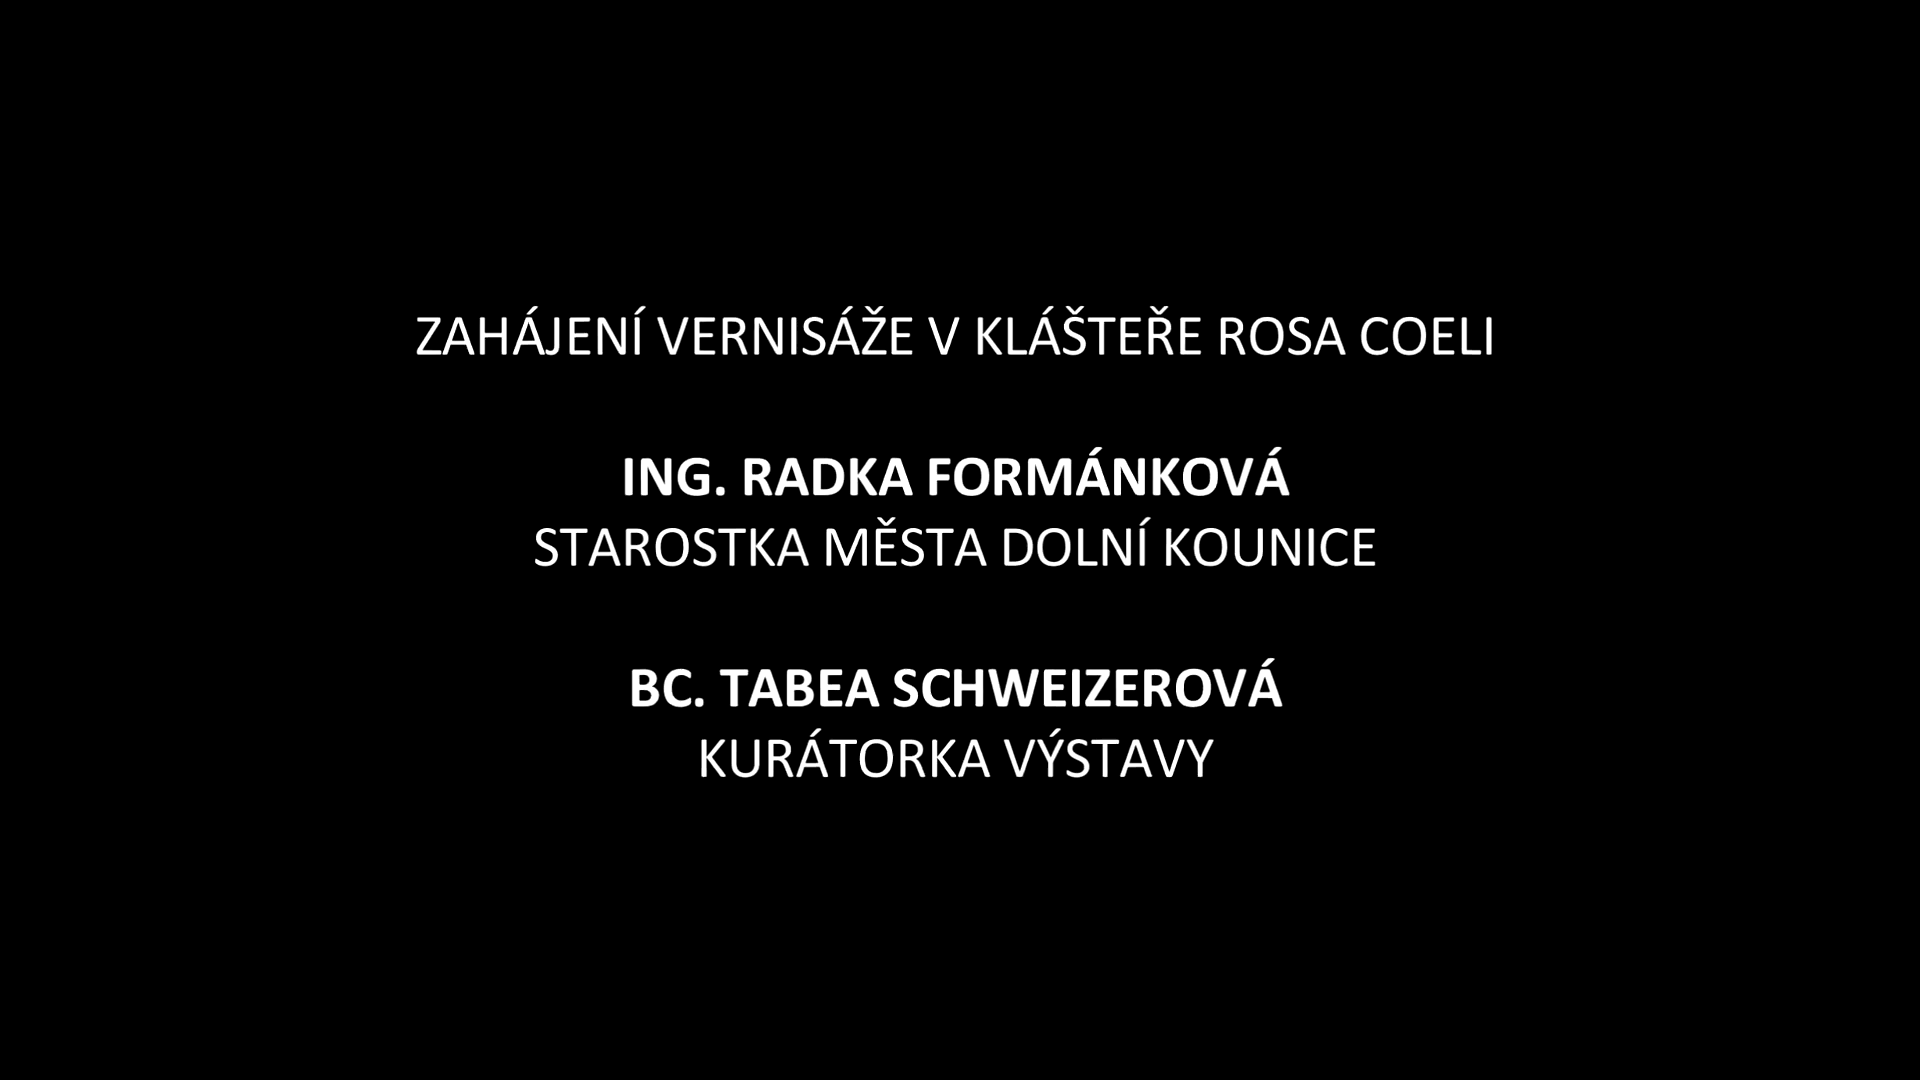 ZAHÁJENÍ VERNISÁŽE V KLÁŠTEŘE ROSA COELI
ING. RADKA FORMÁNKOVÁ
STAROSTKA MĚSTA DOLNÍ KOUNICE
BC. TABEA SCHWEIZEROVÁ
KURÁTORKA VÝSTAVY